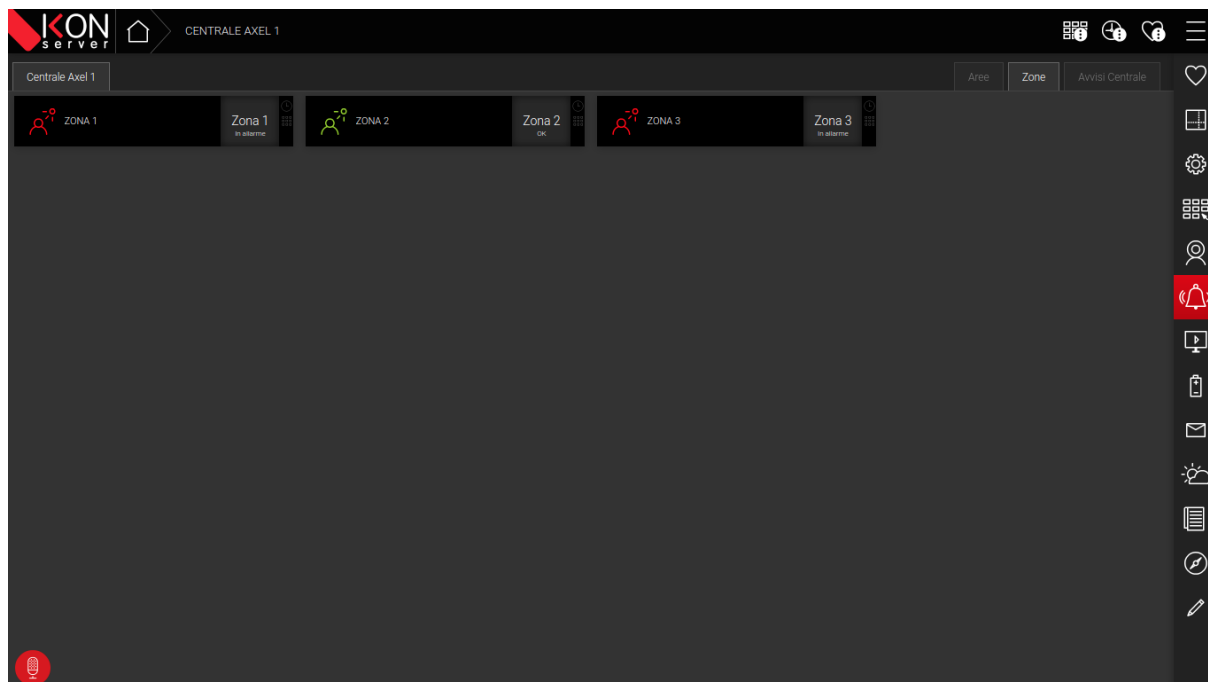 KON
server
CENTRALE AXEL 1
Centrale Axel 1
Aree
Zone
Avvisi Centrale
ZONA 1
Zona 1
in allarme
ZONA 2
Zona 2
OK
ZONA 3
Zona 3
in allarme